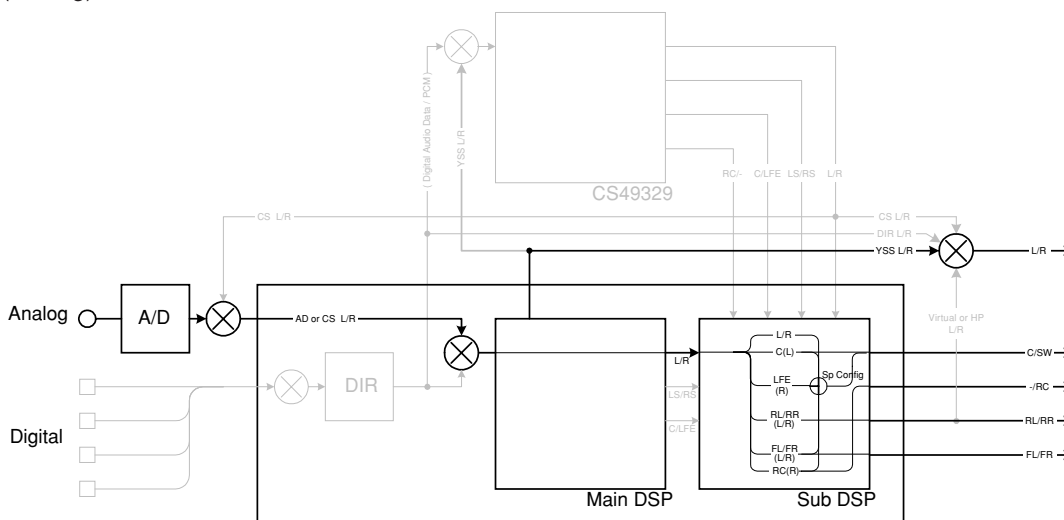 ( Digital Audio Data / PCM )
YSS L/R
RC/-
C/LFE
LS/RS
L/R
CS49329
CS L/R
CS L/R
DIR L/R
YSS L/R
L/R
Analog
A/D
AD or CS L/R
Virtual or HP
L/R
L/R
L/R
C(L)
C/SW
Sp Config
LFE
(R)
DIR
LS/RS
-/RC
RL/RR
(L/R)
RL/RR
C/LFE
Digital
FL/FR
(L/R)
FL/FR
RC(R)
Main DSP
Sub DSP